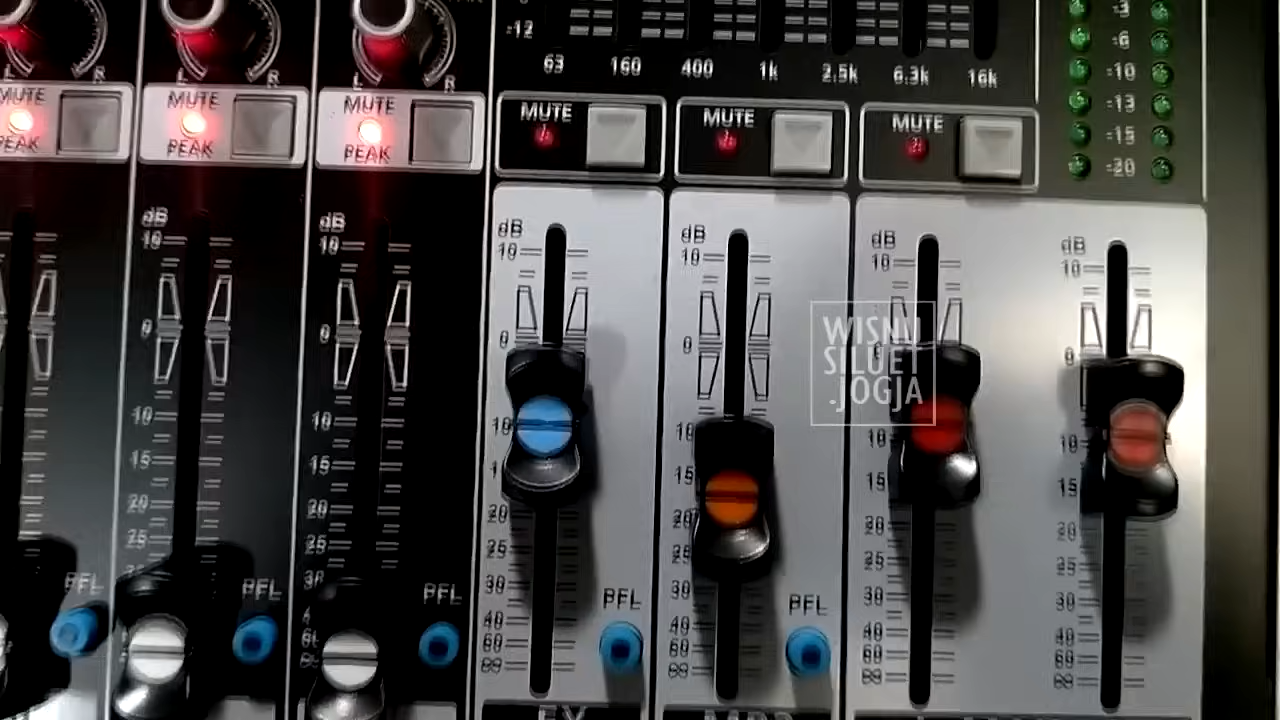 -12
63 160 400 1k 2.5k 6.3k 16k
-3
-6
-10
-13
-15
-20
L R L R L R
MUTE MUTE MUTE MUTE MUTE MUTE
PEAK PEAK PEAK
dB dB dB dB dB dB
10 10 10 10 10 10
0 0 0 0 0 0
WISNU
SILUET
.JOGJA
10 10 10 10 10 10
15 15 15 15 15
20 20 20 20 20 20
25 25 25 25 25 25
30 30 30 30 30
40 40 40 40
60 60 60 60 60
PFL PFL PFL PFL PFL